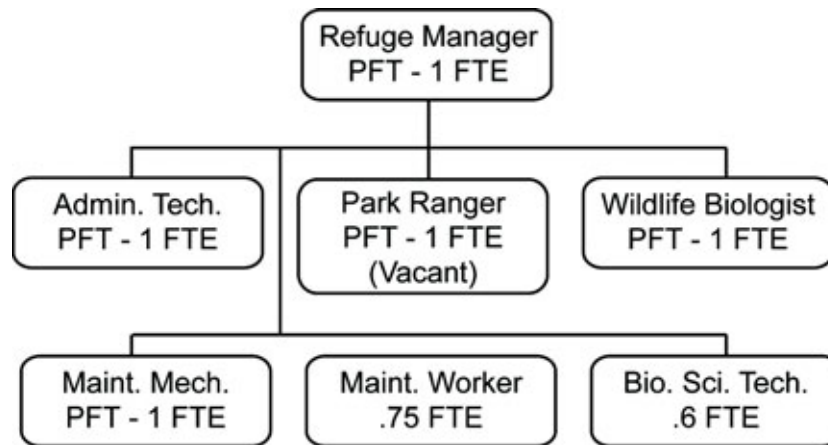 Refuge Manager
PFT - 1 FTE
Admin. Tech.
PFT - 1 FTE
Park Ranger
PFT - 1 FTE
(Vacant)
Wildlife Biologist
PFT - 1 FTE
Maint. Mech.
PFT - 1 FTE
Maint. Worker
.75 FTE
Bio. Sci. Tech.
.6 FTE